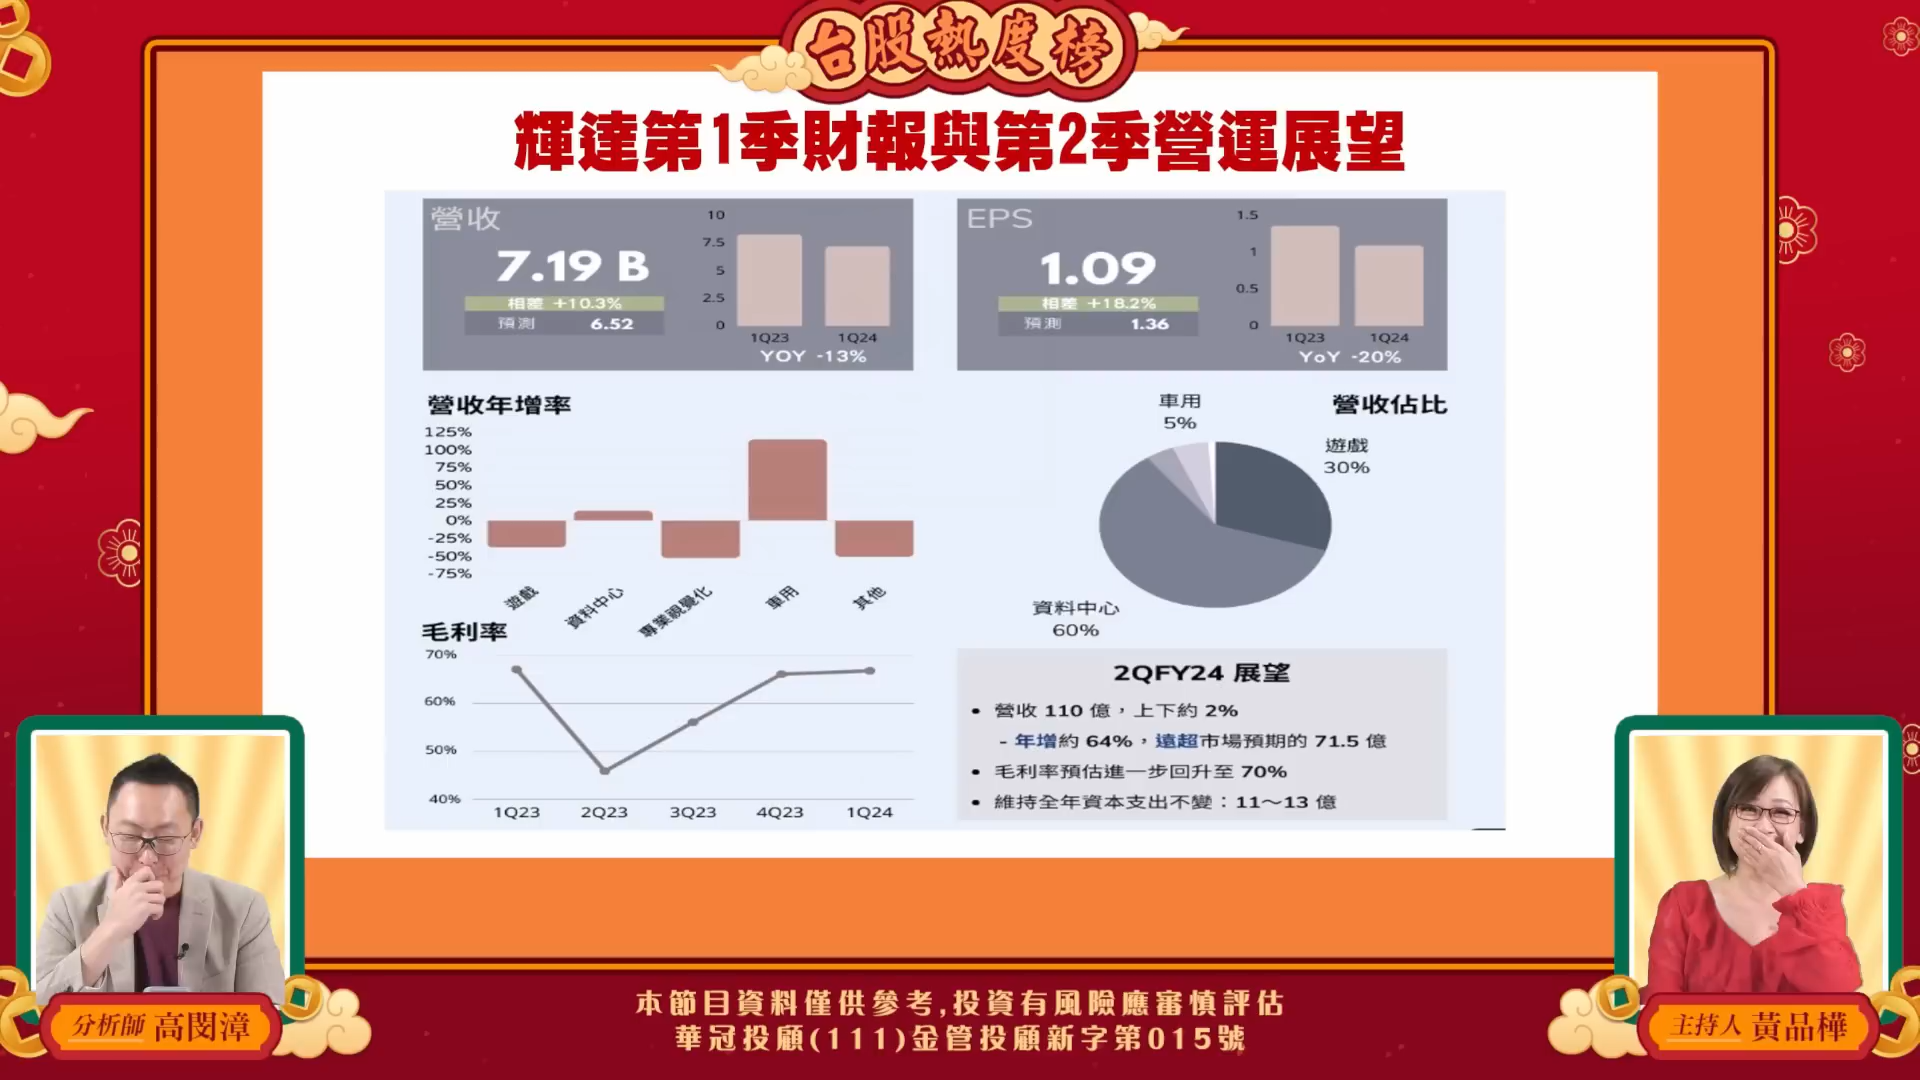 台股熱度榜
輝達第1季財報與第2季營運展望
營收
7.19 B
相差 +10.3%
預測 6.52
10
7.5
5
2.5
0
1Q23 1Q24
YOY -13%
EPS
1.09
相差 +18.2%
預測 1.36
1.5
1
0.5
0
1Q23 1Q24
YoY -20%
營收年增率
125%
100%
75%
50%
25%
0%
-25%
-50%
-75%
遊戲 資料中心 專業視覺化 車用 其他
營收佔比
車用
5%
遊戲
30%
資料中心
60%
毛利率
70%
60%
50%
40%
1Q23 2Q23 3Q23 4Q23 1Q24
2QFY24 展望
• 營收 110 億，上下約 2%
- 年增約 64%，遠超市場預期的 71.5 億
• 毛利率預估進一步回升至 70%
• 維持全年資本支出不變：11～13 億
分析師 高閔漳
主持人 黃品樺
本節目資料僅供參考,投資有風險應審慎評估
華冠投顧(111)金管投顧新字第015號